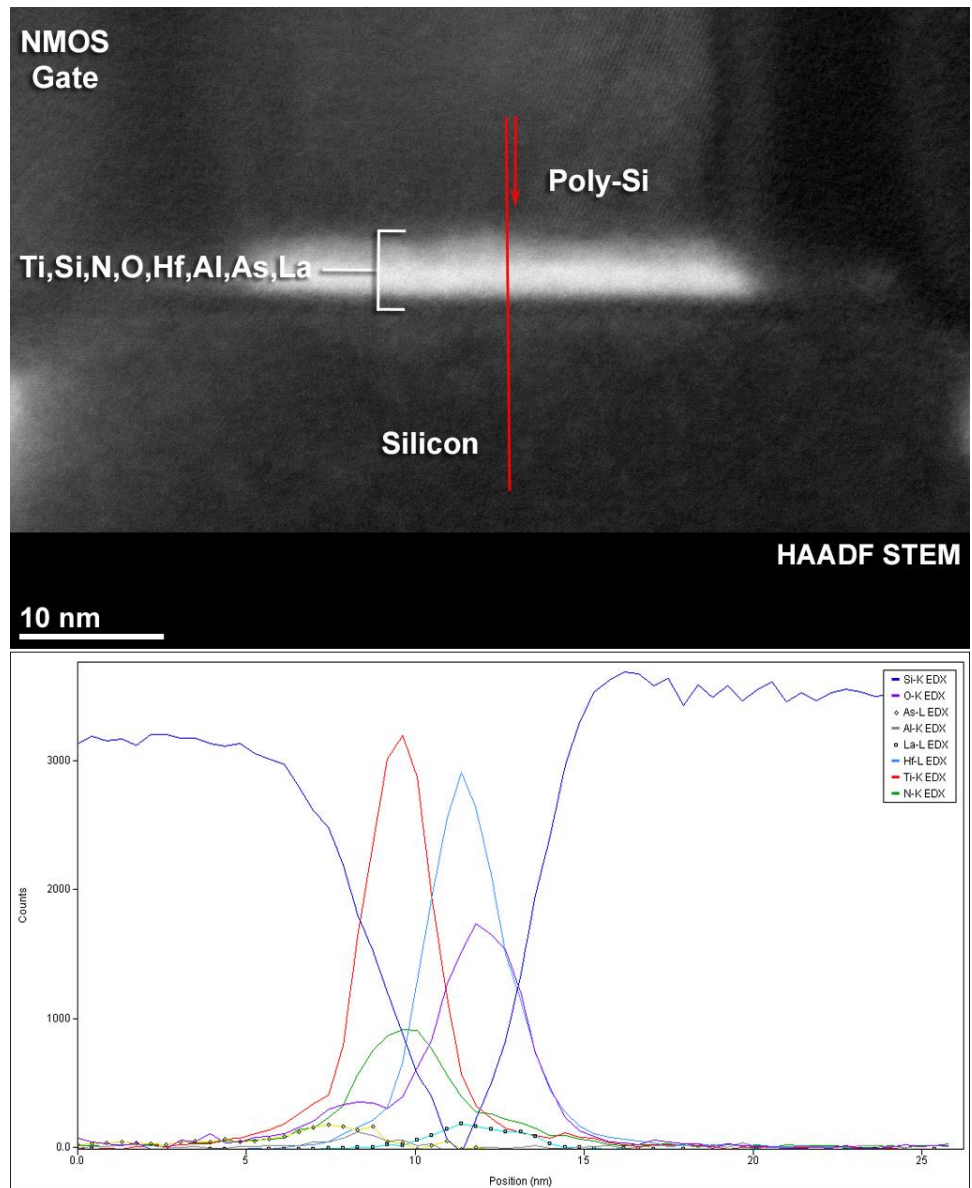 NMOS
Gate
Poly-Si
Ti,Si,N,O,Hf,Al,As,La
Silicon
HAADF STEM
10 nm
Si-K EDX
O-K EDX
As-L EDX
Al-K EDX
La-L EDX
Hf-L EDX
Ti-K EDX
N-K EDX
3000
2000
1000
0.0
Counts
0.0
5
10
15
20
25
Position (nm)